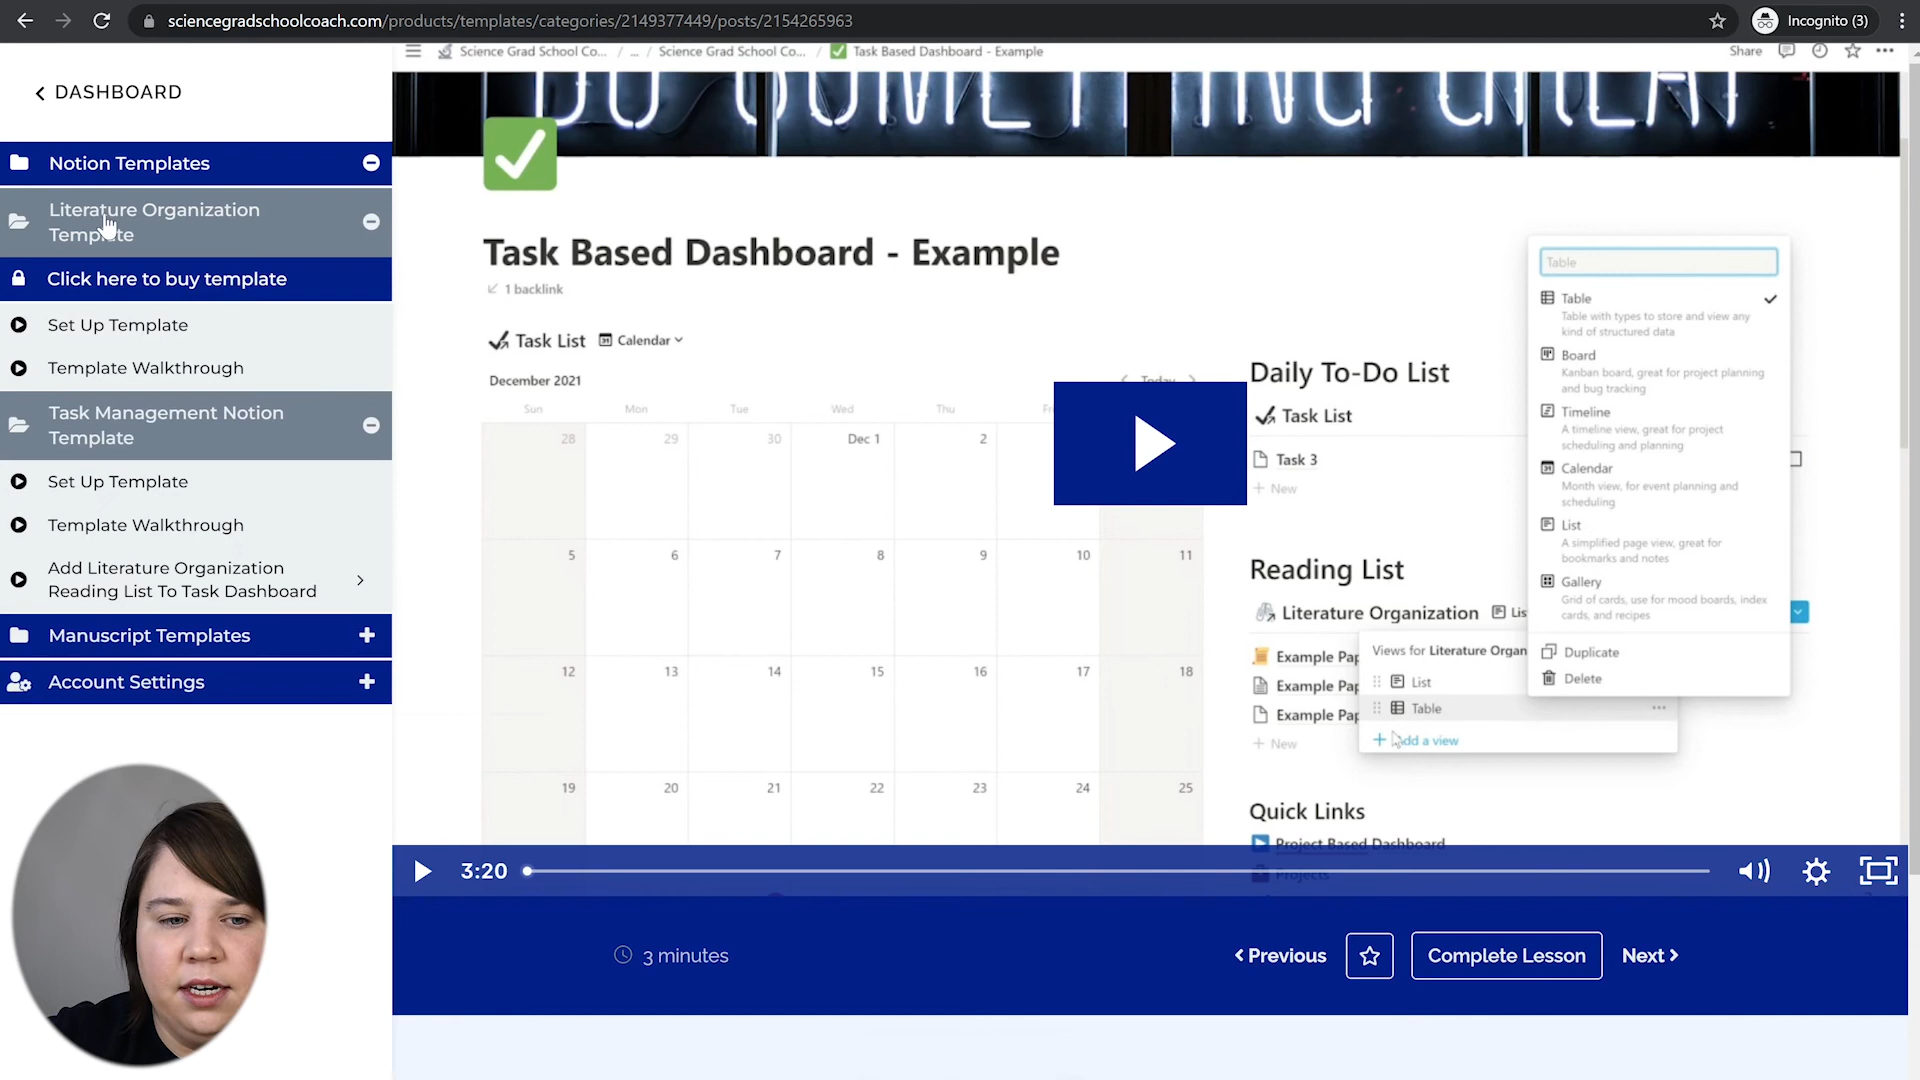 sciencegradschoolcoach.com/products/templates/categories/2149377449/posts/2154265963
Incognito (3)
DASHBOARD
Notion Templates
Literature Organization
Template
Click here to buy template
Set Up Template
Template Walkthrough
Task Management Notion
Template
Set Up Template
Template Walkthrough
Add Literature Organization
Reading List To Task Dashboard
Manuscript Templates
Account Settings
Science Grad School Co... / ... / Science Grad School Co... / Task Based Dashboard - Example
Share
DO SOMETHING GREAT
Task Based Dashboard - Example
1 backlink
Task List Calendar
December 2021
Today
Sun Mon Tue Wed Thu
28 29 30 Dec 1 2
5 6 7 8 9 10 11
12 13 14 15 16 17 18
19 20 21 22 23 24 25
Daily To-Do List
Task List
Task 3
+ New
Reading List
Literature Organization Lis
Example Pap
Example Pap
Example Pap
+ New
Views for Literature Organ
List
Table
+ Add a view
Quick Links
Project Based Dashboard
Projects
Table
Table
Table with types to store and view any
kind of structured data
Board
Kanban board, great for project planning
and bug tracking
Timeline
A timeline view, great for project
scheduling and planning
Calendar
Month view, for event planning and
scheduling
List
A simplified page view, great for
bookmarks and notes
Gallery
Grid of cards, use for mood boards, index
cards, and recipes
Duplicate
Delete
3:20
3 minutes
Previous
Complete Lesson
Next